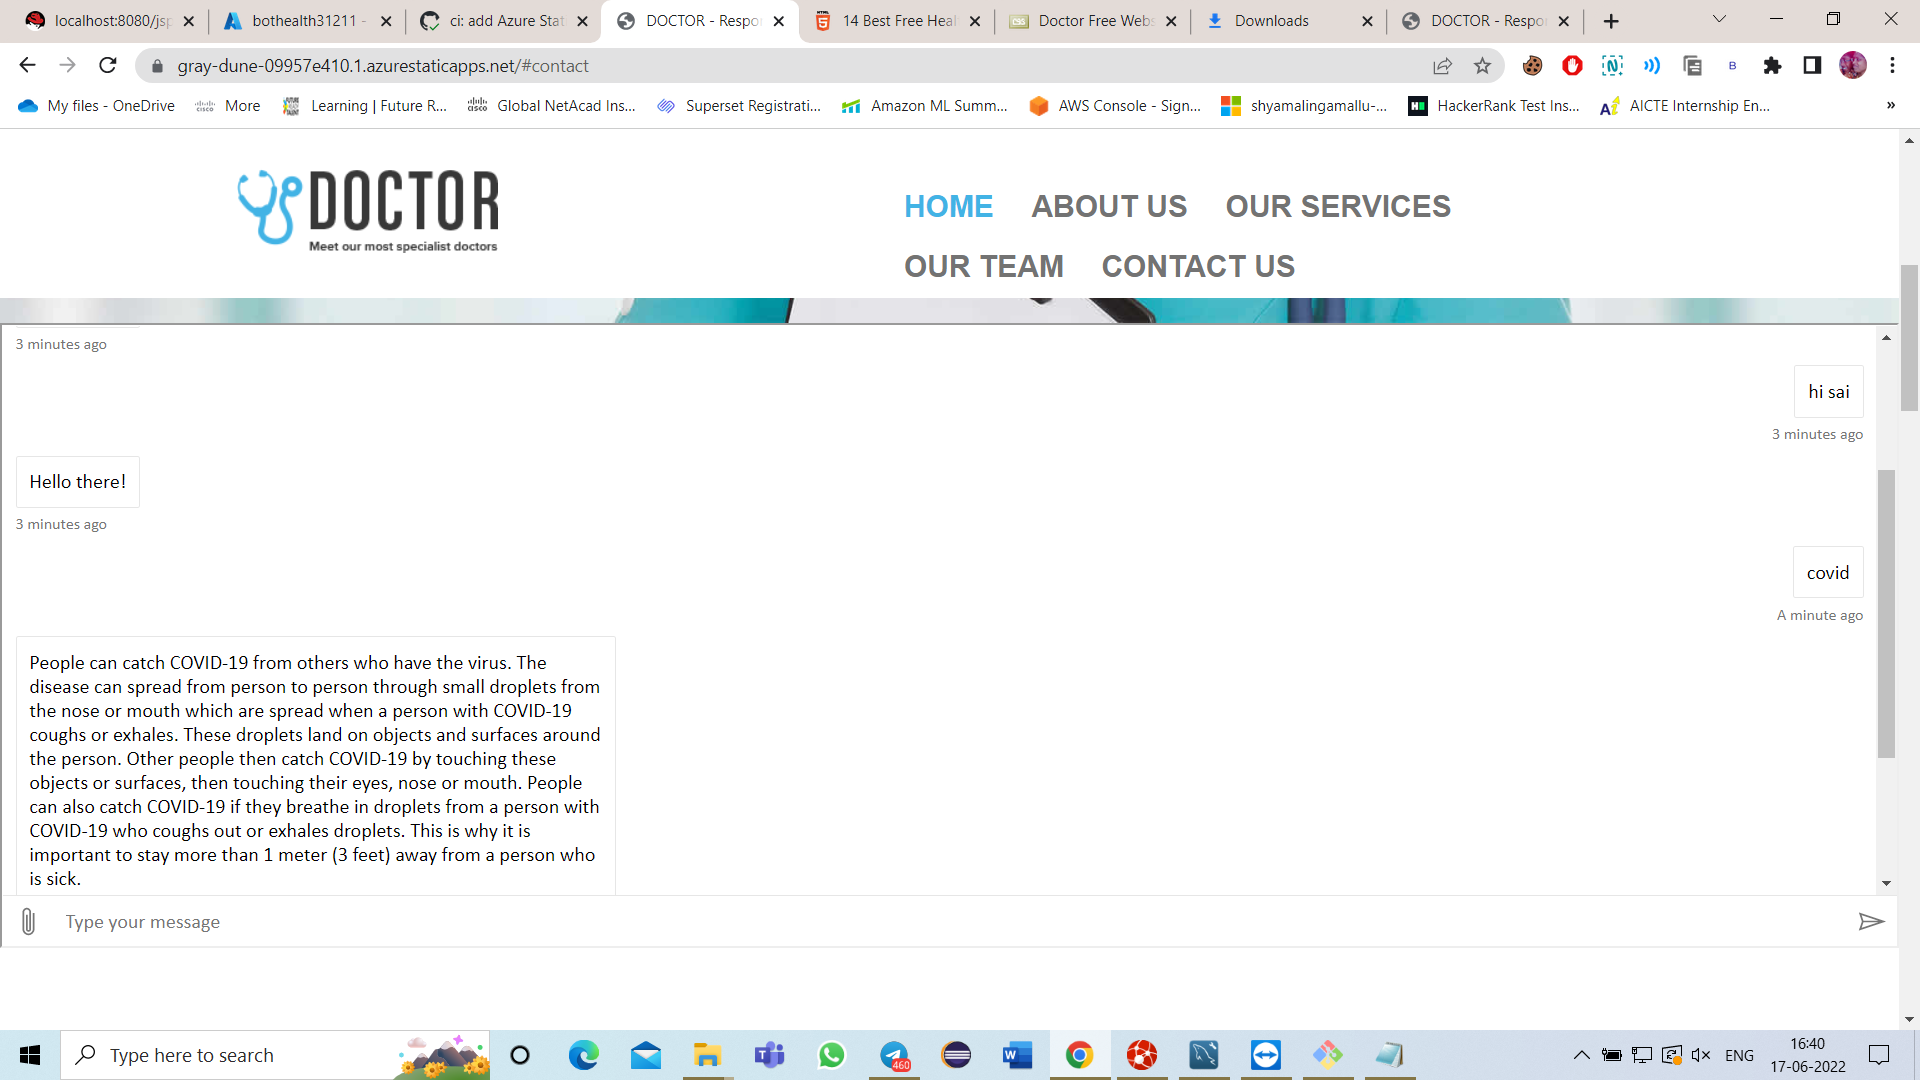 localhost:8080/jsp
bothealth31211 -
ci: add Azure Stat
DOCTOR - Respo
14 Best Free Heal
Doctor Free Webs
Downloads
DOCTOR - Respo
gray-dune-09957e410.1.azurestaticapps.net/#contact
My files - OneDrive
More
Learning | Future R...
Global NetAcad Ins...
Superset Registrati...
Amazon ML Summ...
AWS Console - Sign...
shyamalingamallu-...
HackerRank Test Ins...
AICTE Internship En...
»
DOCTOR
Meet our most specialist doctors
HOME ABOUT US OUR SERVICES
OUR TEAM CONTACT US
3 minutes ago
hi sai
3 minutes ago
Hello there!
3 minutes ago
covid
A minute ago
People can catch COVID-19 from others who have the virus. The
disease can spread from person to person through small droplets from
the nose or mouth which are spread when a person with COVID-19
coughs or exhales. These droplets land on objects and surfaces around
the person. Other people then catch COVID-19 by touching these
objects or surfaces, then touching their eyes, nose or mouth. People
can also catch COVID-19 if they breathe in droplets from a person with
COVID-19 who coughs out or exhales droplets. This is why it is
important to stay more than 1 meter (3 feet) away from a person who
is sick.
Type your message
Type here to search
460
ENG
16:40
17-06-2022